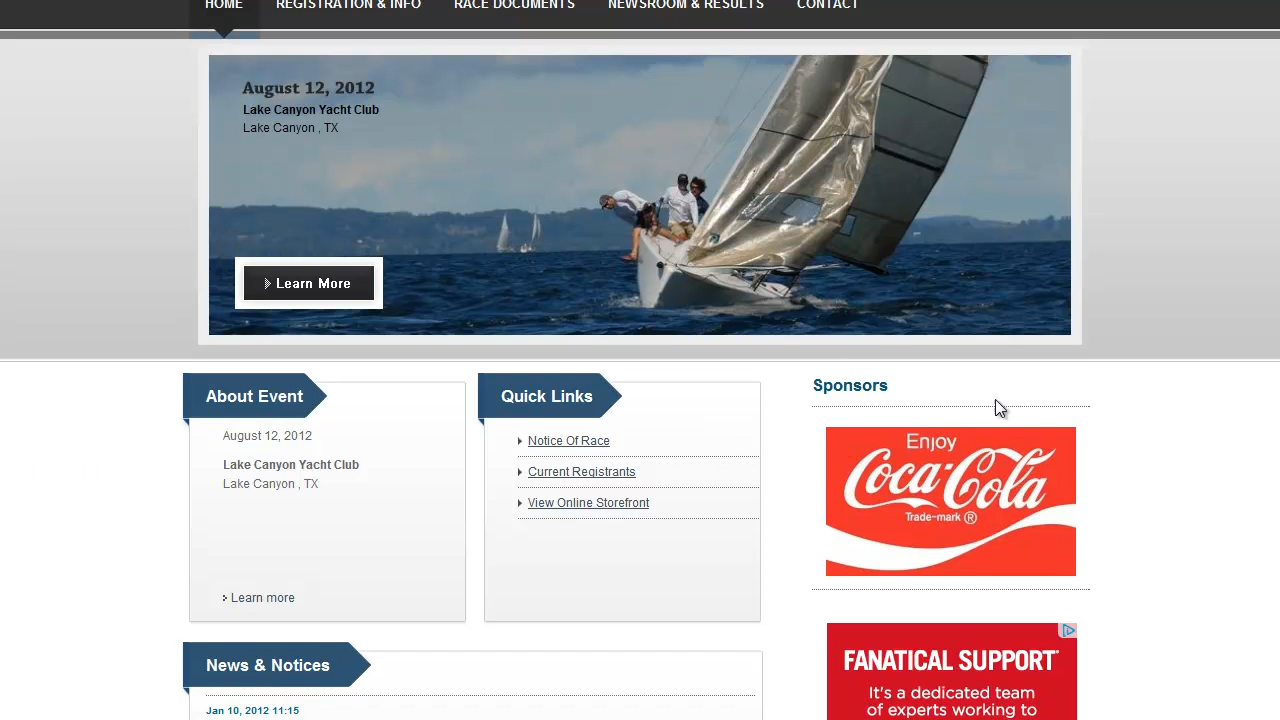 HOME REGISTRATION & INFO RACE DOCUMENTS NEWSROOM & RESULTS CONTACT
August 12, 2012
Lake Canyon Yacht Club
Lake Canyon , TX
Learn More
About Event
August 12, 2012
Lake Canyon Yacht Club
Lake Canyon , TX
Learn more
Quick Links
Notice Of Race
Current Registrants
View Online Storefront
Sponsors
Enjoy
Coca-Cola
Trade-mark ®
FANATICAL SUPPORT®
It's a dedicated team
of experts working to
News & Notices
Jan 10, 2012 11:15